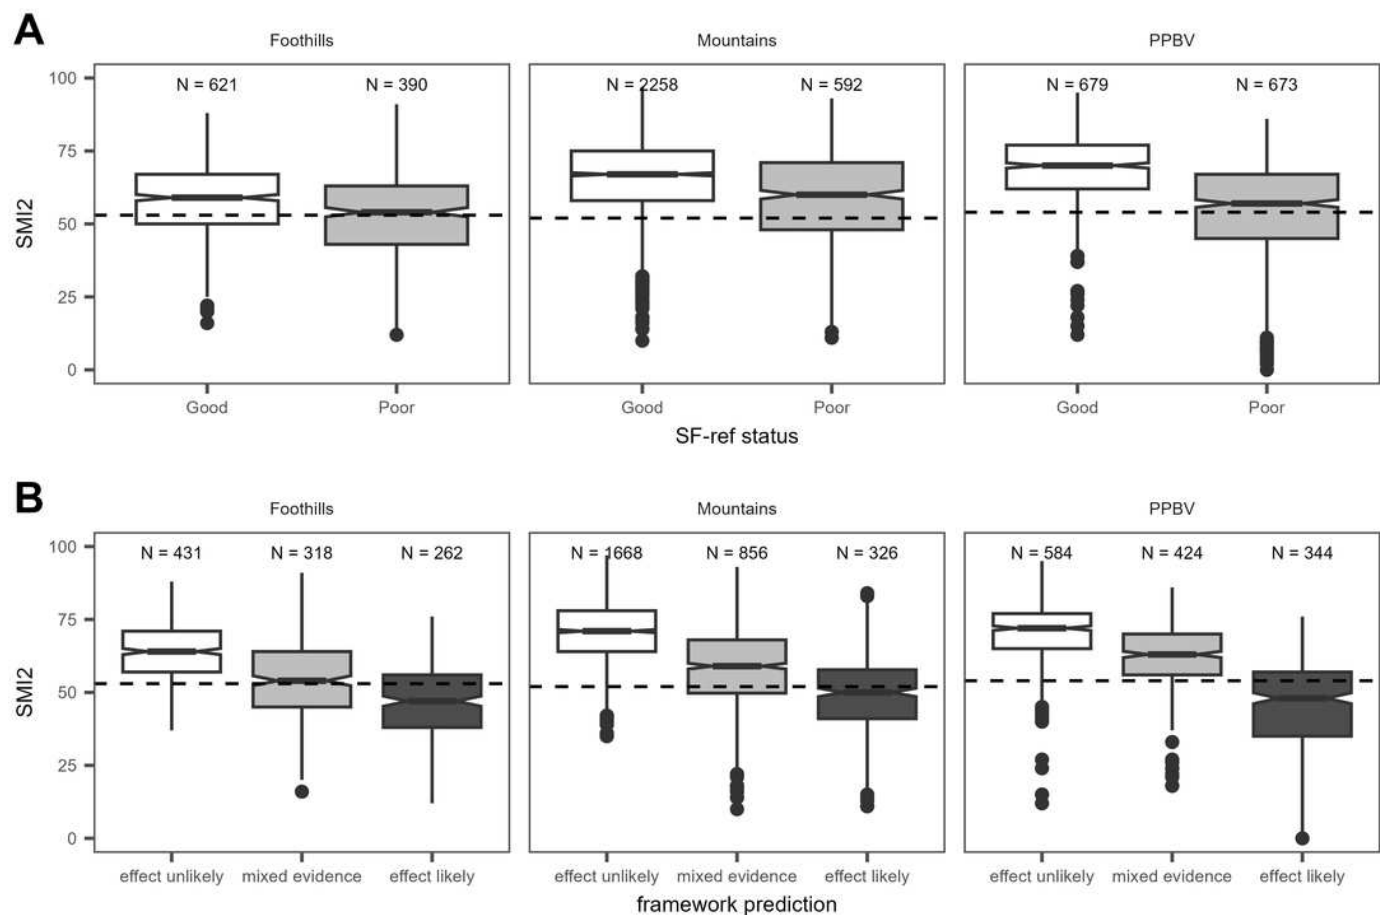 A
Foothills Mountains PPBV
N = 621 N = 390 N = 2258 N = 592 N = 679 N = 673
100
75
50
25
0
SMI2
Good Poor Good Poor Good Poor
SF-ref status
B
Foothills Mountains PPBV
N = 431 N = 318 N = 262 N = 1668 N = 856 N = 326 N = 584 N = 424 N = 344
100
75
50
25
0
SMI2
effect unlikely mixed evidence effect likely effect unlikely mixed evidence effect likely effect unlikely mixed evidence effect likely
framework prediction